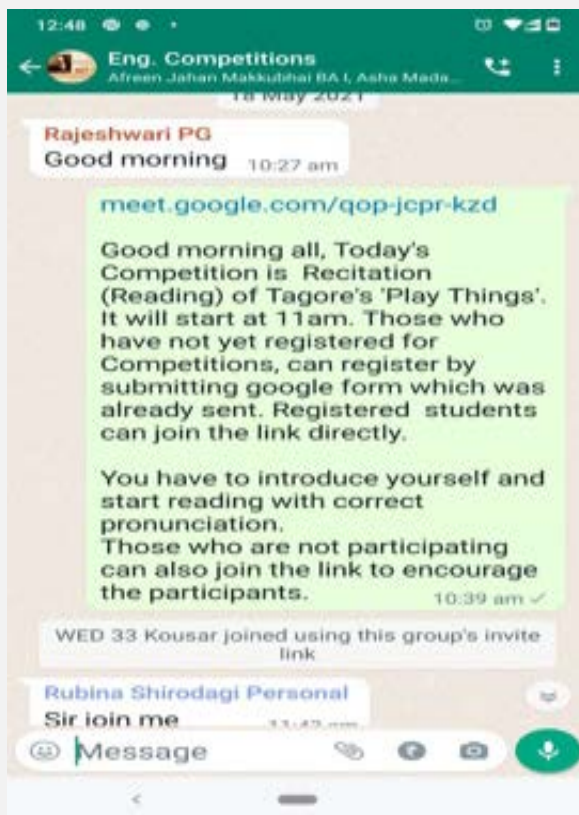 12:48
Eng. Competitions
Afreen Jahan Makkubhai BA I, Asha Mada...
18 May 2021
Rajeshwari PG
Good morning 10:27 am
meet.google.com/qop-jcpr-kzd
Good morning all, Today's
Competition is Recitation
(Reading) of Tagore's 'Play Things'.
It will start at 11am. Those who
have not yet registered for
Competitions, can register by
submitting google form which was
already sent. Registered students
can join the link directly.
You have to introduce yourself and
start reading with correct
pronunciation.
Those who are not participating
can also join the link to encourage
the participants. 10:39 am
WED 33 Kousar joined using this group's invite
link
Rubina Shirodagi Personal
Sir join me
Message